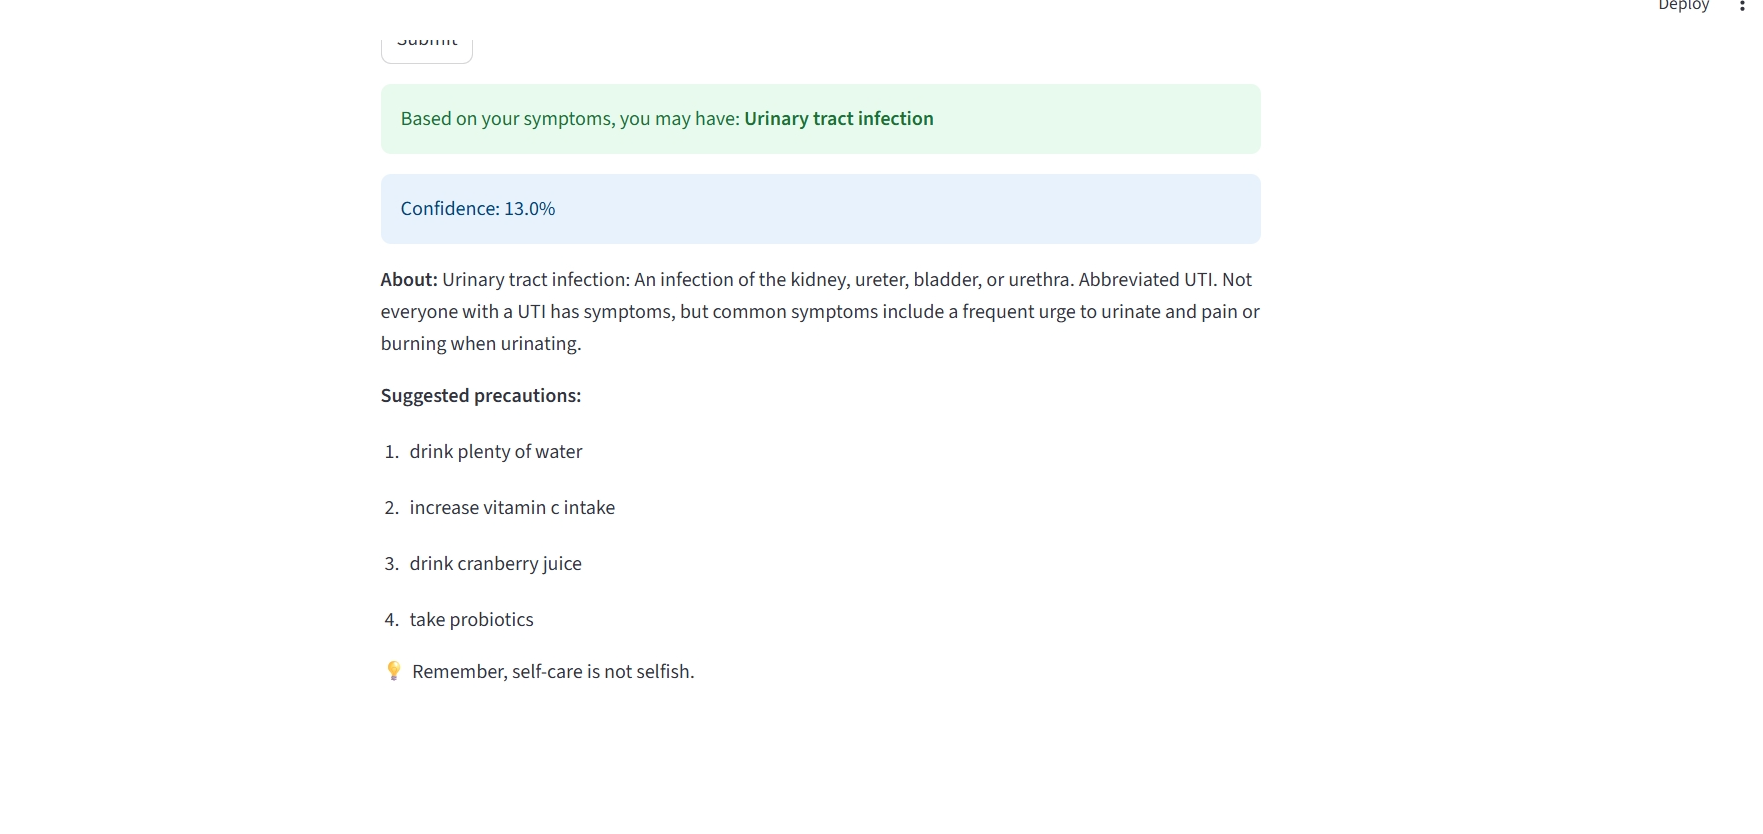 Deploy
Submit
Based on your symptoms, you may have: Urinary tract infection
Confidence: 13.0%
About: Urinary tract infection: An infection of the kidney, ureter, bladder, or urethra. Abbreviated UTI. Not
everyone with a UTI has symptoms, but common symptoms include a frequent urge to urinate and pain or
burning when urinating.
Suggested precautions:
1. drink plenty of water
2. increase vitamin c intake
3. drink cranberry juice
4. take probiotics
💡 Remember, self-care is not selfish.